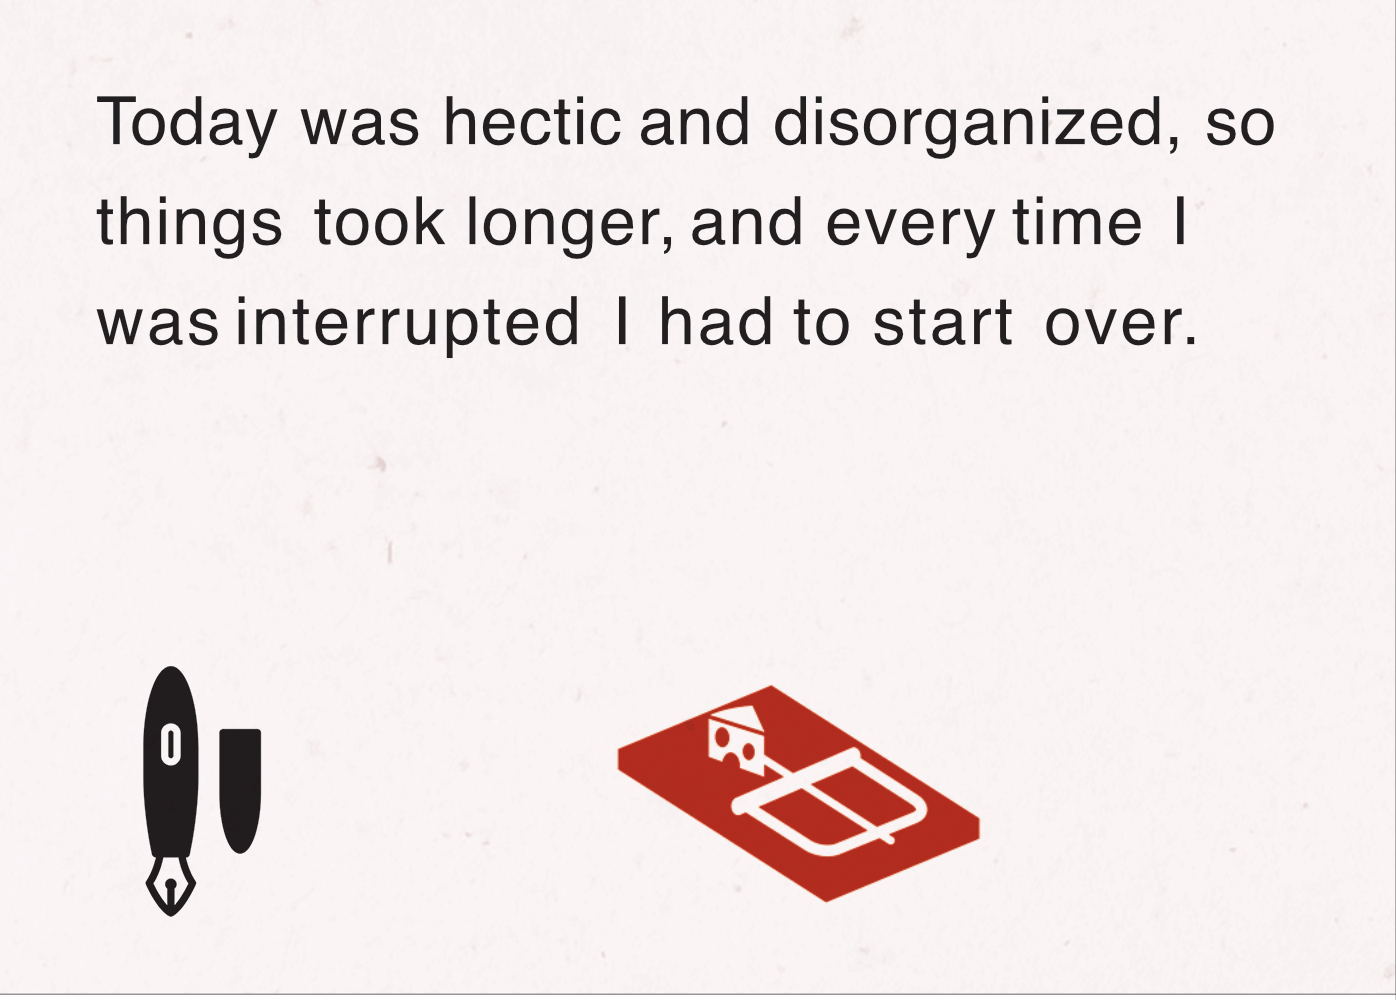 Today was hectic and disorganized, so
things took longer, and every time I
was interrupted I had to start over.